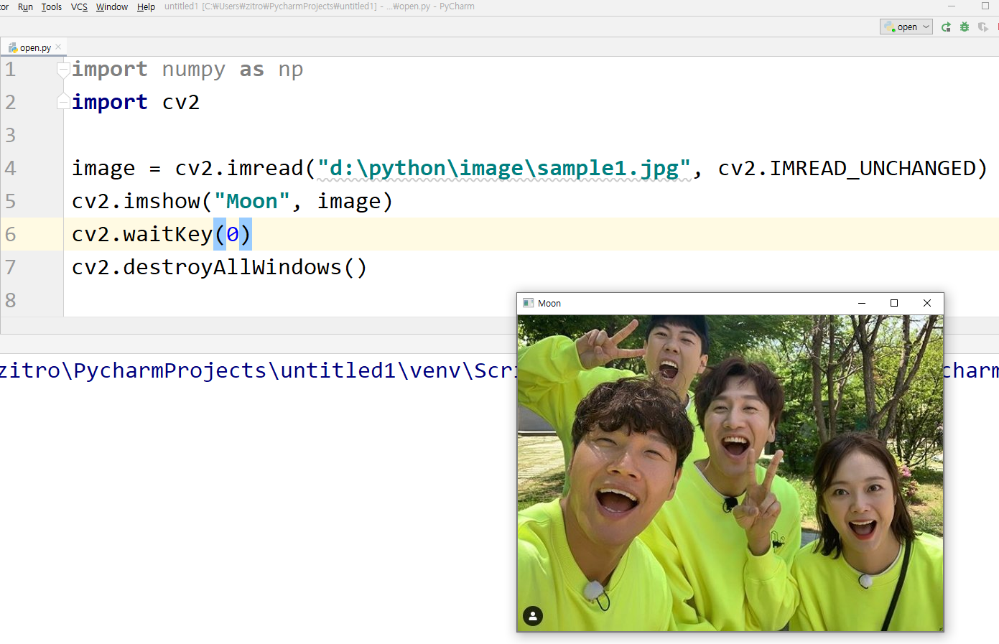 tor Run Tools VCS Window Help untitled1 [C:₩Users₩zitro₩PycharmProjects₩untitled1] - ...₩open.py - PyCharm
open
open.py
1 import numpy as np
2 import cv2
3
4 image = cv2.imread("d:\python\image\sample1.jpg", cv2.IMREAD_UNCHANGED)
5 cv2.imshow("Moon", image)
6 cv2.waitKey(0)
7 cv2.destroyAllWindows()
8
Moon
zitro\PycharmProjects\untitled1\venv\Scri charm